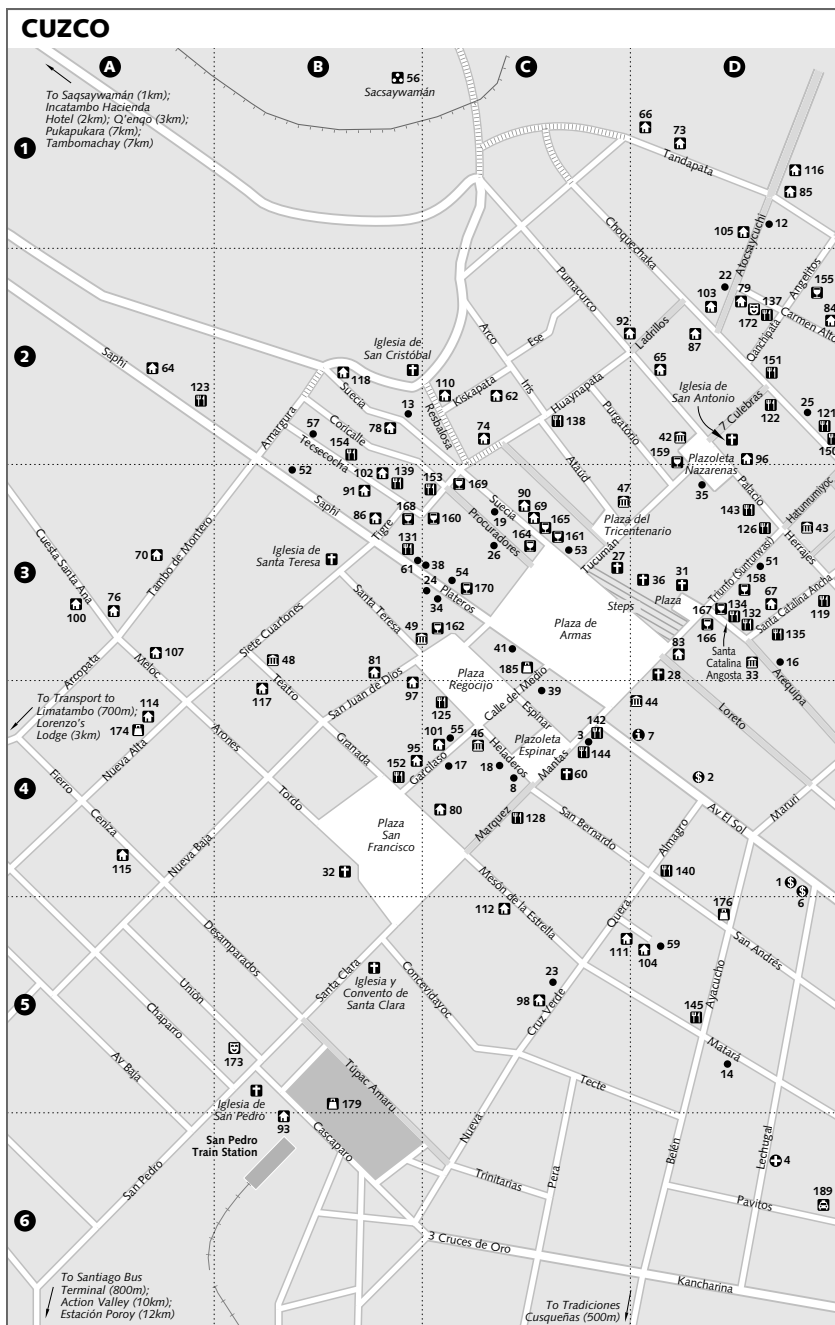 CUZCO
A
B
C
D
1
2
3
4
5
6
To Saqsaywamán (1km);
Incatambo Hacienda
Hotel (2km); Q'enqo (3km);
Pukapukara (7km);
Tambomachay (7km)
56
Sacsaywamán
66
73
Tandapata
116
85
12
105
Choquechaka
Atocsaycuchi
Angelitos
22
79
155
137
103
172
84
Carmen Alto
Qanchipata
Pumacurco
92
Ladrillos
87
65
151
Iglesia de
San Antonio
25
7 Culebras
122
121
150
Arco
Ese
Iris
Iglesia de
San Cristóbal
118
110
Kiskapata
62
Huaynapata
138
Purgatorio
42
Plazoleta
Nazarenas
159
96
Saphi
64
123
Suecia
13
Resbalosa
74
78
Coricalle
57
154
Tecsecocha
Amargura
52
102
139
153
169
Ataúd
47
35
Palacio
Hatunrumiyoc
91
Saphi
86
168
160
Suecia
19
90
69
165
164
161
53
Plaza del
Tricentenario
143
126
43
Herrajes
Tigre
131
Procuradores
26
Tucumán
27
Cuesta Santa Ana
Tambo de Montero
70
Iglesia de
Santa Teresa
61
38
24
54
34
170
Plateros
36
31
51
Triunfo (Sunturwas)
158
67
Steps
Plaza
167
134
132
Santa Catalina Ancha
119
76
100
Santa Teresa
Siete Cuartones
49
162
Plaza de
Armas
166
135
83
Santa
Catalina
Angosta
33
16
Arequipa
Arcopata
107
Meloc
48
81
41
185
Plaza
Regocijo
Calle del Medio
39
28
To Transport to
Limatambo (700m);
Lorenzo's
Lodge (3km)
114
174
Nueva Alta
117
Teatro
San Juan de Dios
97
125
Espinar
44
Loreto
Arones
Granada
101
55
46
Heladeros
Plazoleta
Espinar
142
3
144
7
95
152
Garcilaso
17
18
8
Mantas
60
2
Fierro
Ceniza
Tordo
80
Marquez
128
San Bernardo
Av El Sol
Almagro
Maruri
Nueva Baja
115
Plaza
San
Francisco
32
Mesón de la Estrella
140
1
6
176
112
Quera
San Andrés
Desamparados
Santa Clara
Iglesia y
Convento de
Santa Clara
Concevidayoc
111
104
59
23
98
Cruz Verde
Ayacucho
145
Unión
Chaparro
Av Baja
Matará
14
173
Túpac Amaru
Tecte
Iglesia de
San Pedro
179
93
San Pedro
Train Station
Cascaparo
Nueva
Belén
Lechugal
4
San Pedro
Trinitarias
Pera
189
Pavitos
3 Cruces de Oro
Kancharina
To Santiago Bus
Terminal (800m);
Action Valley (10km);
Estación Poroy (12km)
To Tradiciones
Cusqueñas (500m)